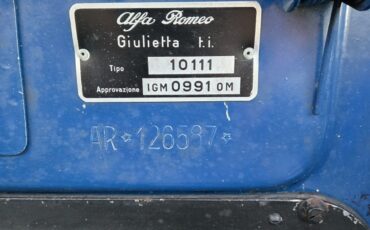 Alfa Romeo
Giulietta t.i.
Tipo 10111
Approvazione IGM 0991 OM
AR*126587*